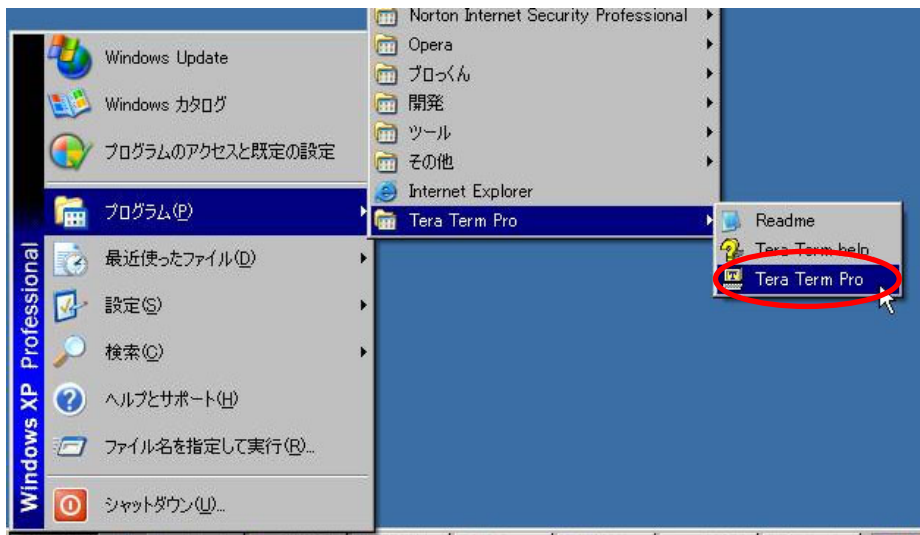 Windows XP Professional
Windows Update
Windows カタログ
プログラムのアクセスと既定の設定
プログラム(P)
最近使ったファイル(D)
設定(S)
検索(C)
ヘルプとサポート(H)
ファイル名を指定して実行(R)...
シャットダウン(U)...
Norton Internet Security Professional
Opera
ブロっくん
開発
ツール
その他
Internet Explorer
Tera Term Pro
Readme
Tera Term help
Tera Term Pro